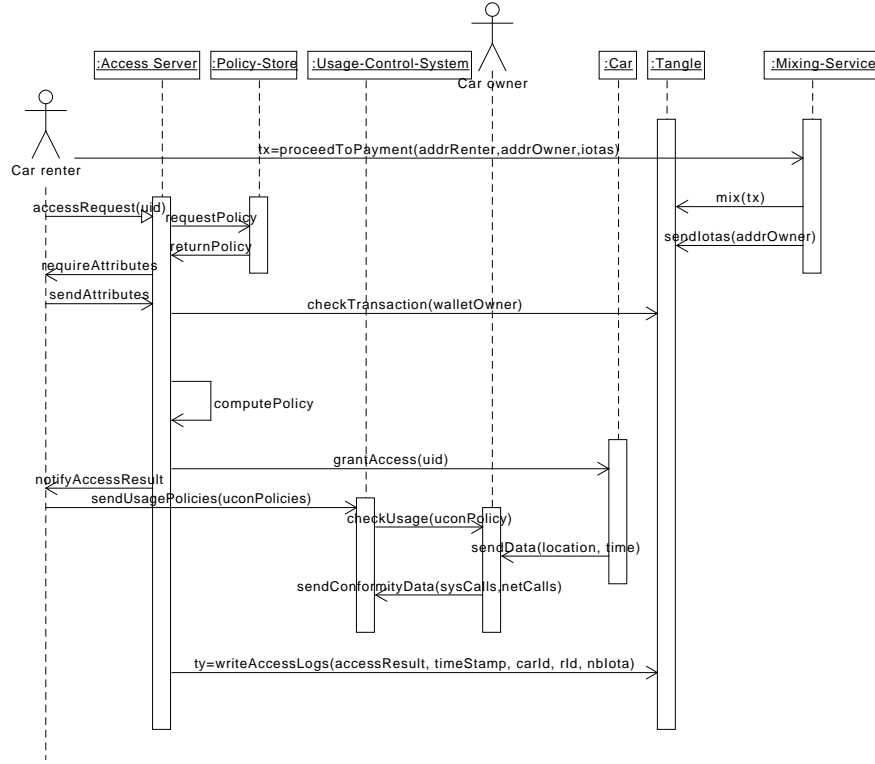 :Access Server
:Policy-Store
:Usage-Control-System
Car owner
:Car
:Tangle
:Mixing-Service
Car renter
tx=proceedToPayment(addrRenter,addrOwner,iotas)
mix(tx)
accessRequest(uid)
requestPolicy
sendIotas(addrOwner)
returnPolicy
requireAttributes
sendAttributes
checkTransaction(walletOwner)
computePolicy
grantAccess(uid)
notifyAccessResult
sendUsagePolicies(uconPolicies)
checkUsage(uconPolicy)
sendData(location, time)
sendConformityData(sysCalls,netCalls)
ty=writeAccessLogs(accessResult, timeStamp, carId, rId, nbIota)